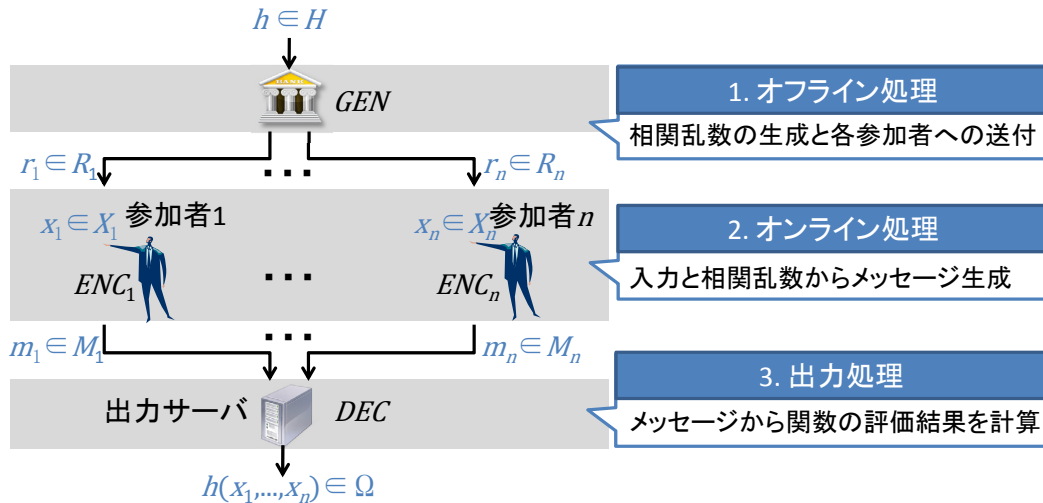 h ∈ H
BANK
GEN
1. オフライン処理
相関乱数の生成と各参加者への送付
r₁ ∈ R₁
...
rₙ ∈ Rₙ
x₁ ∈ X₁
参加者1
xₙ ∈ Xₙ
参加者n
2. オンライン処理
入力と相関乱数からメッセージ生成
ENC₁
...
ENCₙ
m₁ ∈ M₁
...
mₙ ∈ Mₙ
3. 出力処理
メッセージから関数の評価結果を計算
出力サーバ
DEC
h(x₁,...,xₙ) ∈ Ω